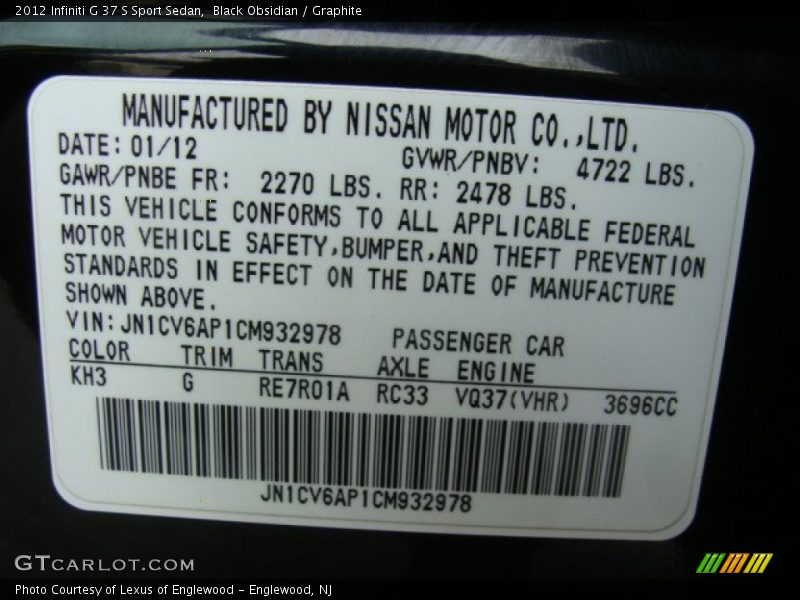 2012 Infiniti G 37 S Sport Sedan,  Black Obsidian / Graphite
MANUFACTURED BY NISSAN MOTOR CO.,LTD.
DATE: 01/12 GVWR/PNBV: 4722 LBS.
GAWR/PNBE FR: 2270 LBS. RR: 2478 LBS.
THIS VEHICLE CONFORMS TO ALL APPLICABLE FEDERAL
MOTOR VEHICLE SAFETY,BUMPER,AND THEFT PREVENTION
STANDARDS IN EFFECT ON THE DATE OF MANUFACTURE
SHOWN ABOVE.
VIN: JN1CV6AP1CM932978 PASSENGER CAR
COLOR TRIM TRANS AXLE ENGINE
KH3 G RE7R01A RC33 VQ37(VHR) 3696CC
JN1CV6AP1CM932978
GTCARLOT.COM
Photo Courtesy of Lexus of Englewood - Englewood, NJ